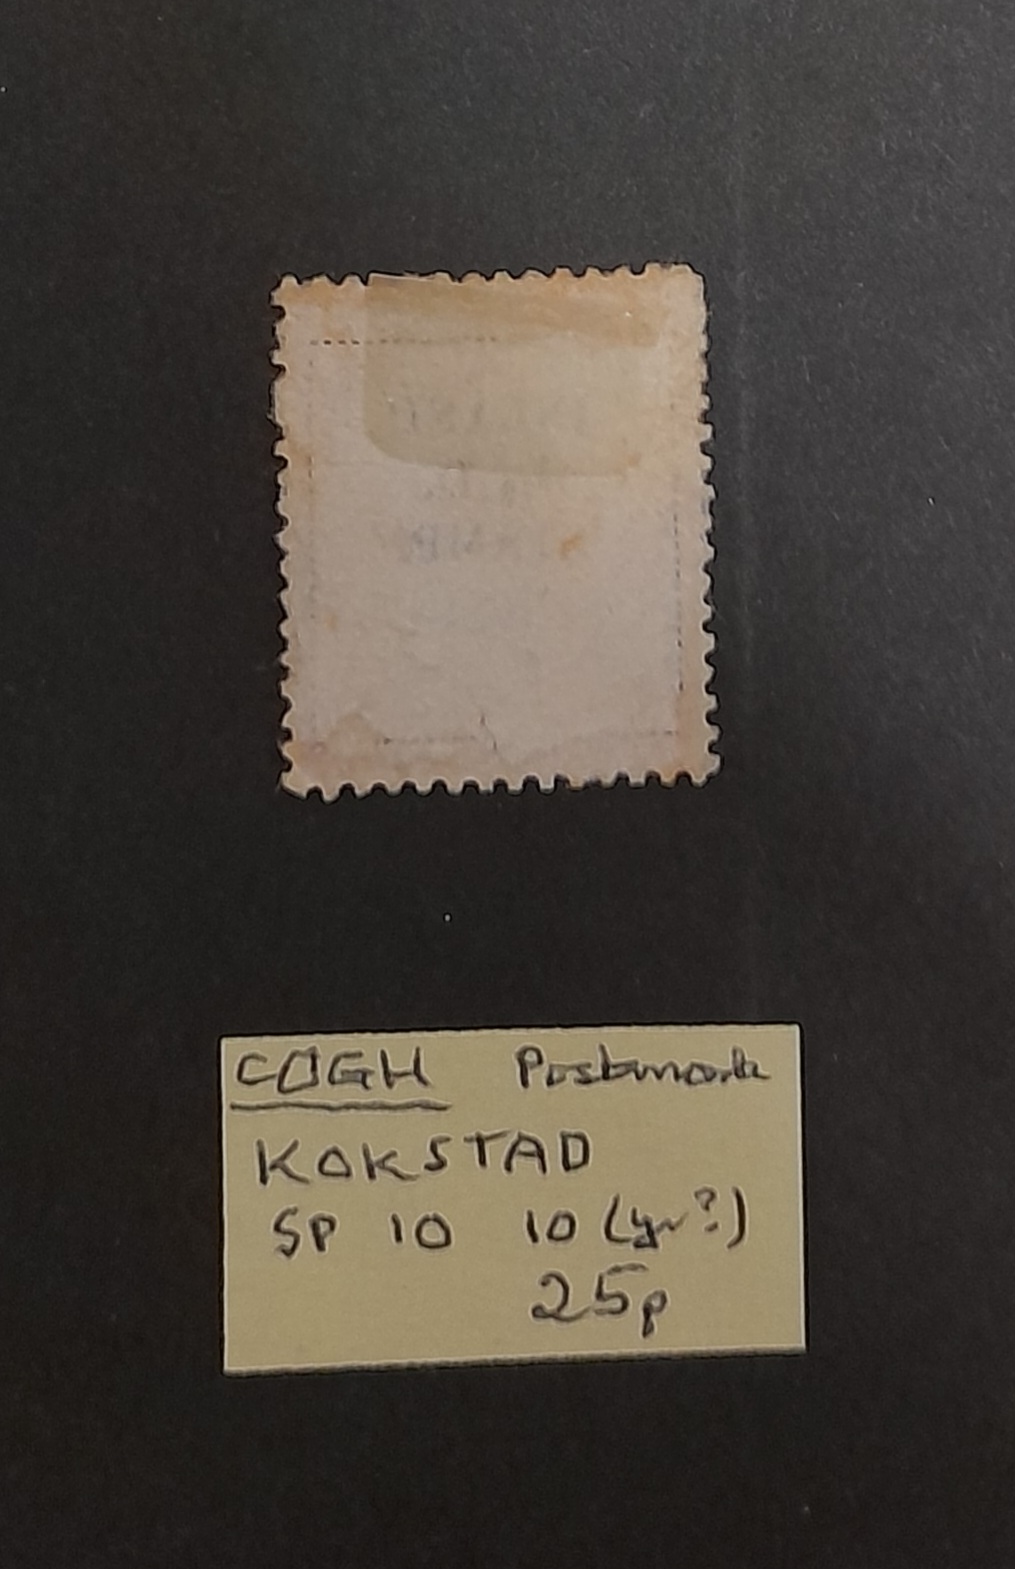 COGH Postmark
KOKSTAD
SP 10 10 (yr?)
25p